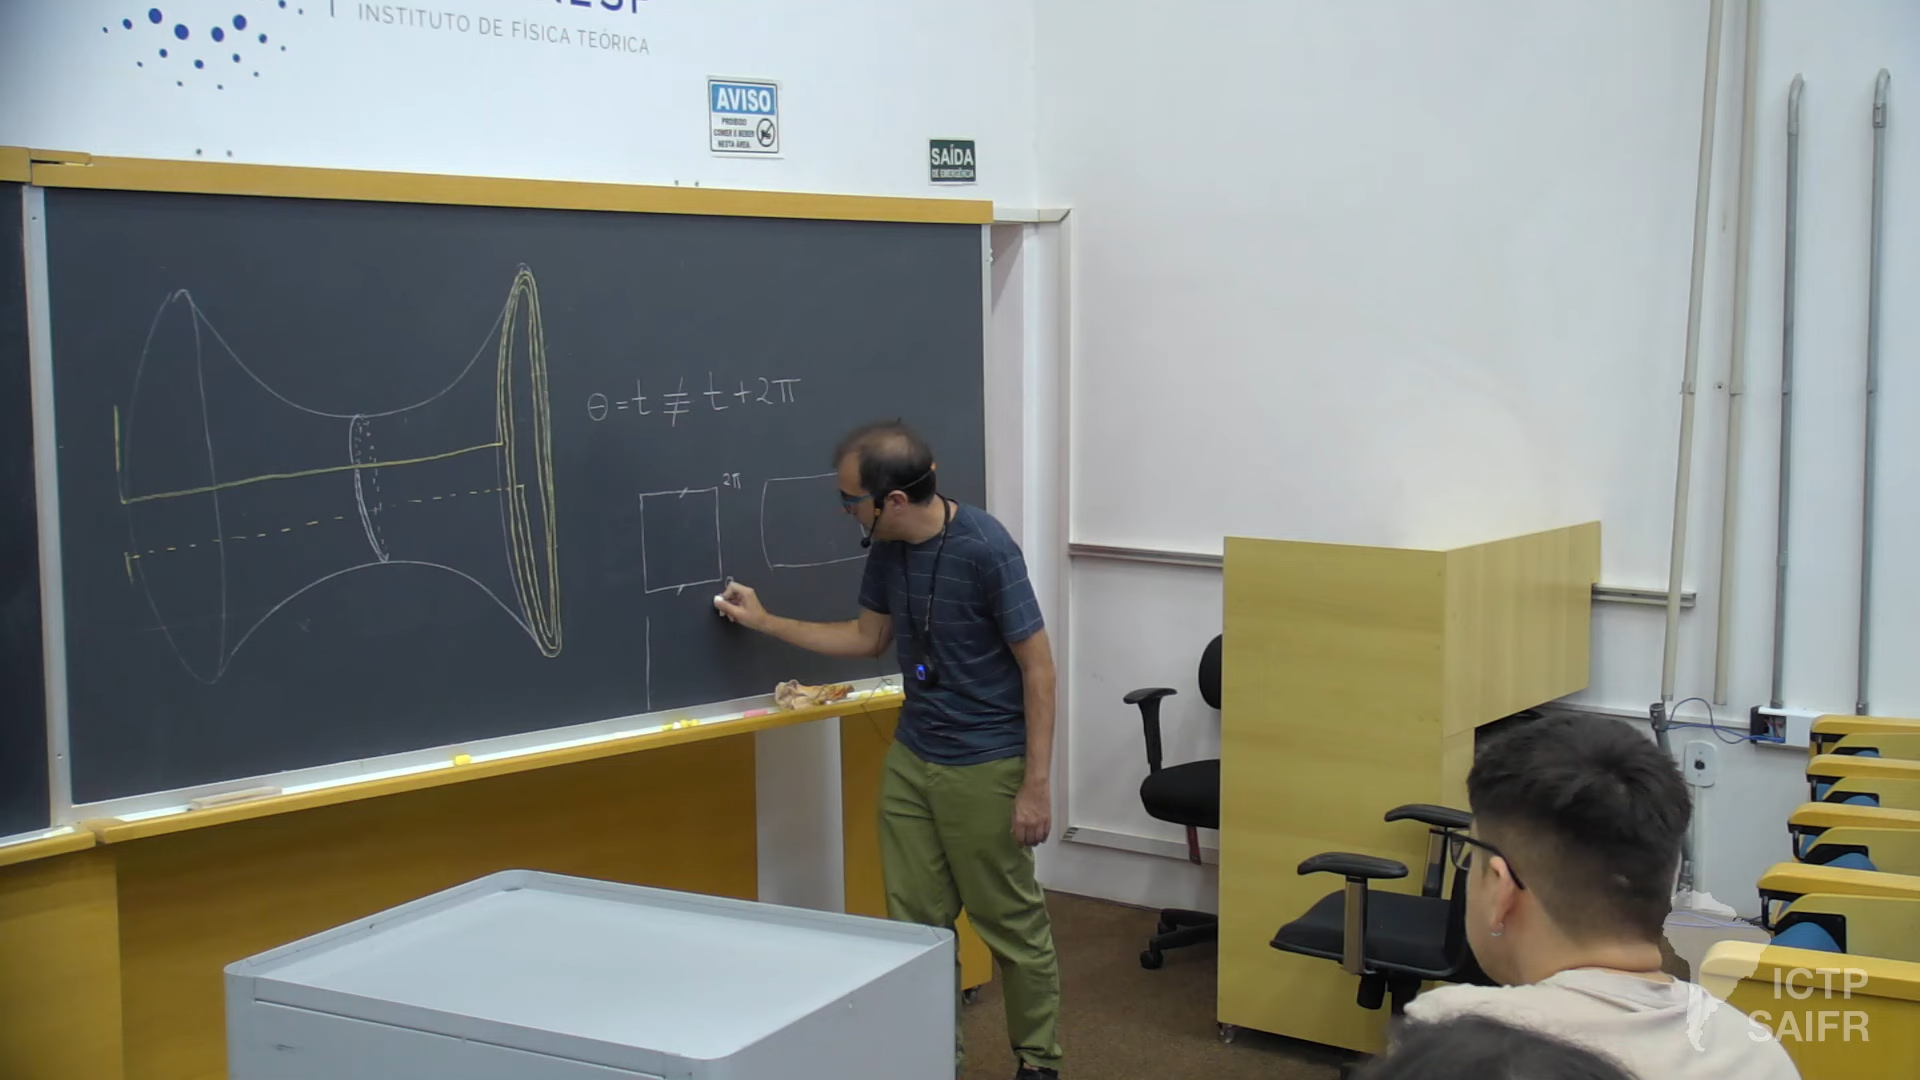 INSTITUTO DE FÍSICA TEÓRICA
AVISO
PROIBIDO
COMER E BEBER
NESTA ÁREA
SAÍDA
DE EMERGÊNCIA
θ = t ≢ t + 2π
2π
ICTP
SAIFR